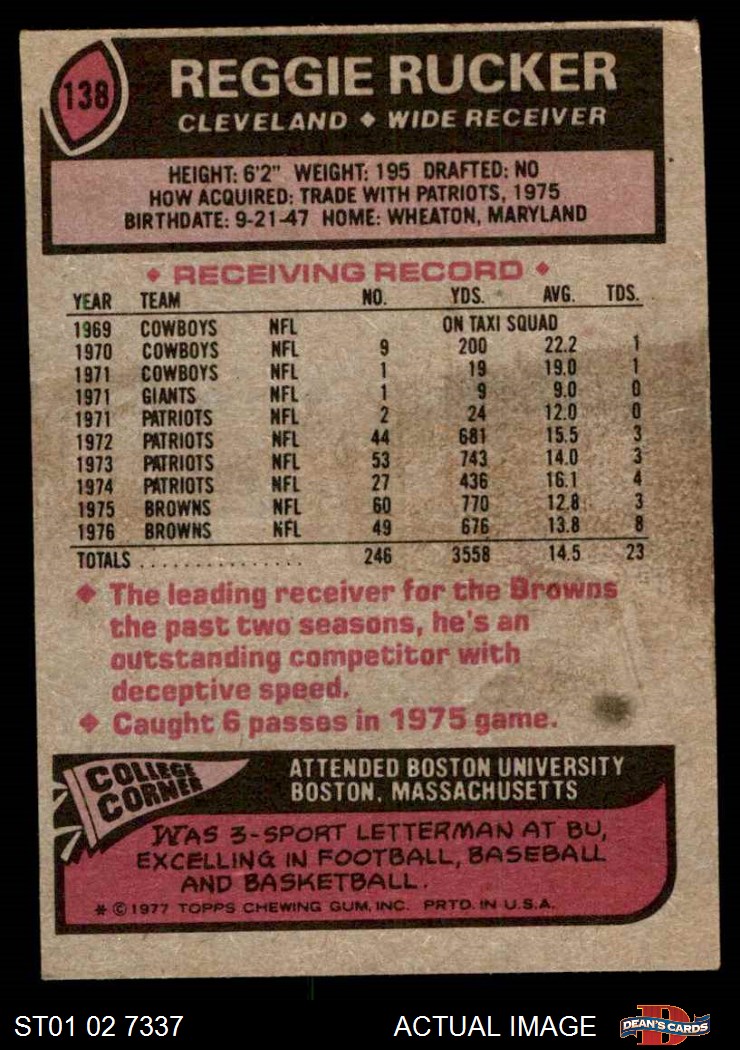 138
REGGIE RUCKER
CLEVELAND ◆ WIDE RECEIVER
HEIGHT: 6'2" WEIGHT: 195 DRAFTED: NO
HOW ACQUIRED: TRADE WITH PATRIOTS, 1975
BIRTHDATE: 9-21-47 HOME: WHEATON, MARYLAND
◆ RECEIVING RECORD ◆
YEAR TEAM NO. YDS. AVG. TDS.
1969 COWBOYS NFL ON TAXI SQUAD
1970 COWBOYS NFL 9 200 22.2 1
1971 COWBOYS NFL 1 19 19.0 1
1971 GIANTS NFL 1 9 9.0 0
1971 PATRIOTS NFL 2 24 12.0 0
1972 PATRIOTS NFL 44 681 15.5 3
1973 PATRIOTS NFL 53 743 14.0 3
1974 PATRIOTS NFL 27 436 16.1 4
1975 BROWNS NFL 60 770 12.8 3
1976 BROWNS NFL 49 676 13.8 8
TOTALS . . . . . . . . . . . . . . . 246 3558 14.5 23
◆ The leading receiver for the Browns
the past two seasons, he's an
outstanding competitor with
deceptive speed.
◆ Caught 6 passes in 1975 game.
COLLEGE
CORNER
ATTENDED BOSTON UNIVERSITY
BOSTON, MASSACHUSETTS
WAS 3-SPORT LETTERMAN AT BU,
EXCELLING IN FOOTBALL, BASEBALL
AND BASKETBALL.
* © 1977 TOPPS CHEWING GUM, INC. PRTD. IN U.S.A.
ST01 02 7337
ACTUAL IMAGE
D
DEAN'S CARDS